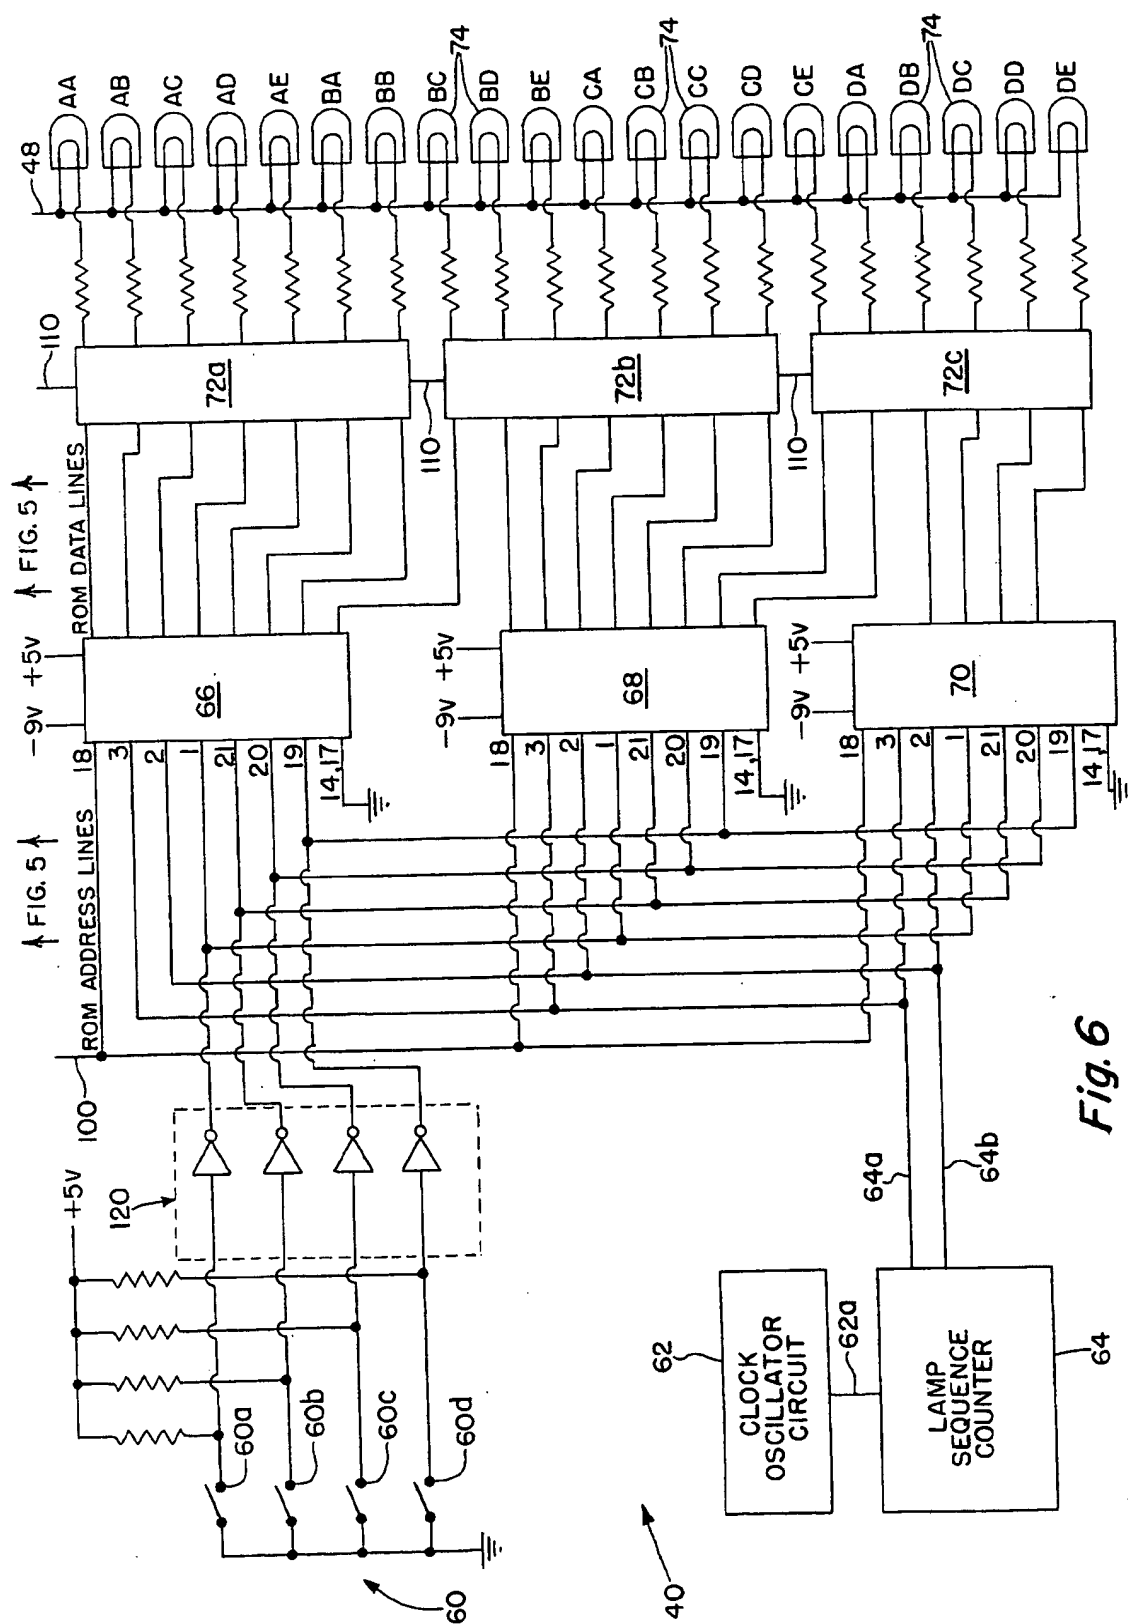 48
AA
AB
AC
AD
AE
BA
BB
BC
74
BD
BE
CA
CB
74
CC
CD
CE
DA
DB
74
DC
DD
DE
110
72a
110
72b
110
72c
FIG. 5
ROM DATA LINES
-9V +5V
66
-9V +5V
68
-9V +5V
70
18
3
2
1
21
20
19
14,17
18
3
2
1
21
20
19
14,17
18
3
2
1
21
20
19
14,17
FIG. 5
ROM ADDRESS LINES
100
+5V
120
60a
60b
60c
60d
60
40
62
CLOCK
OSCILLATOR
CIRCUIT
62a
64
LAMP
SEQUENCE
COUNTER
64a
64b
Fig. 6